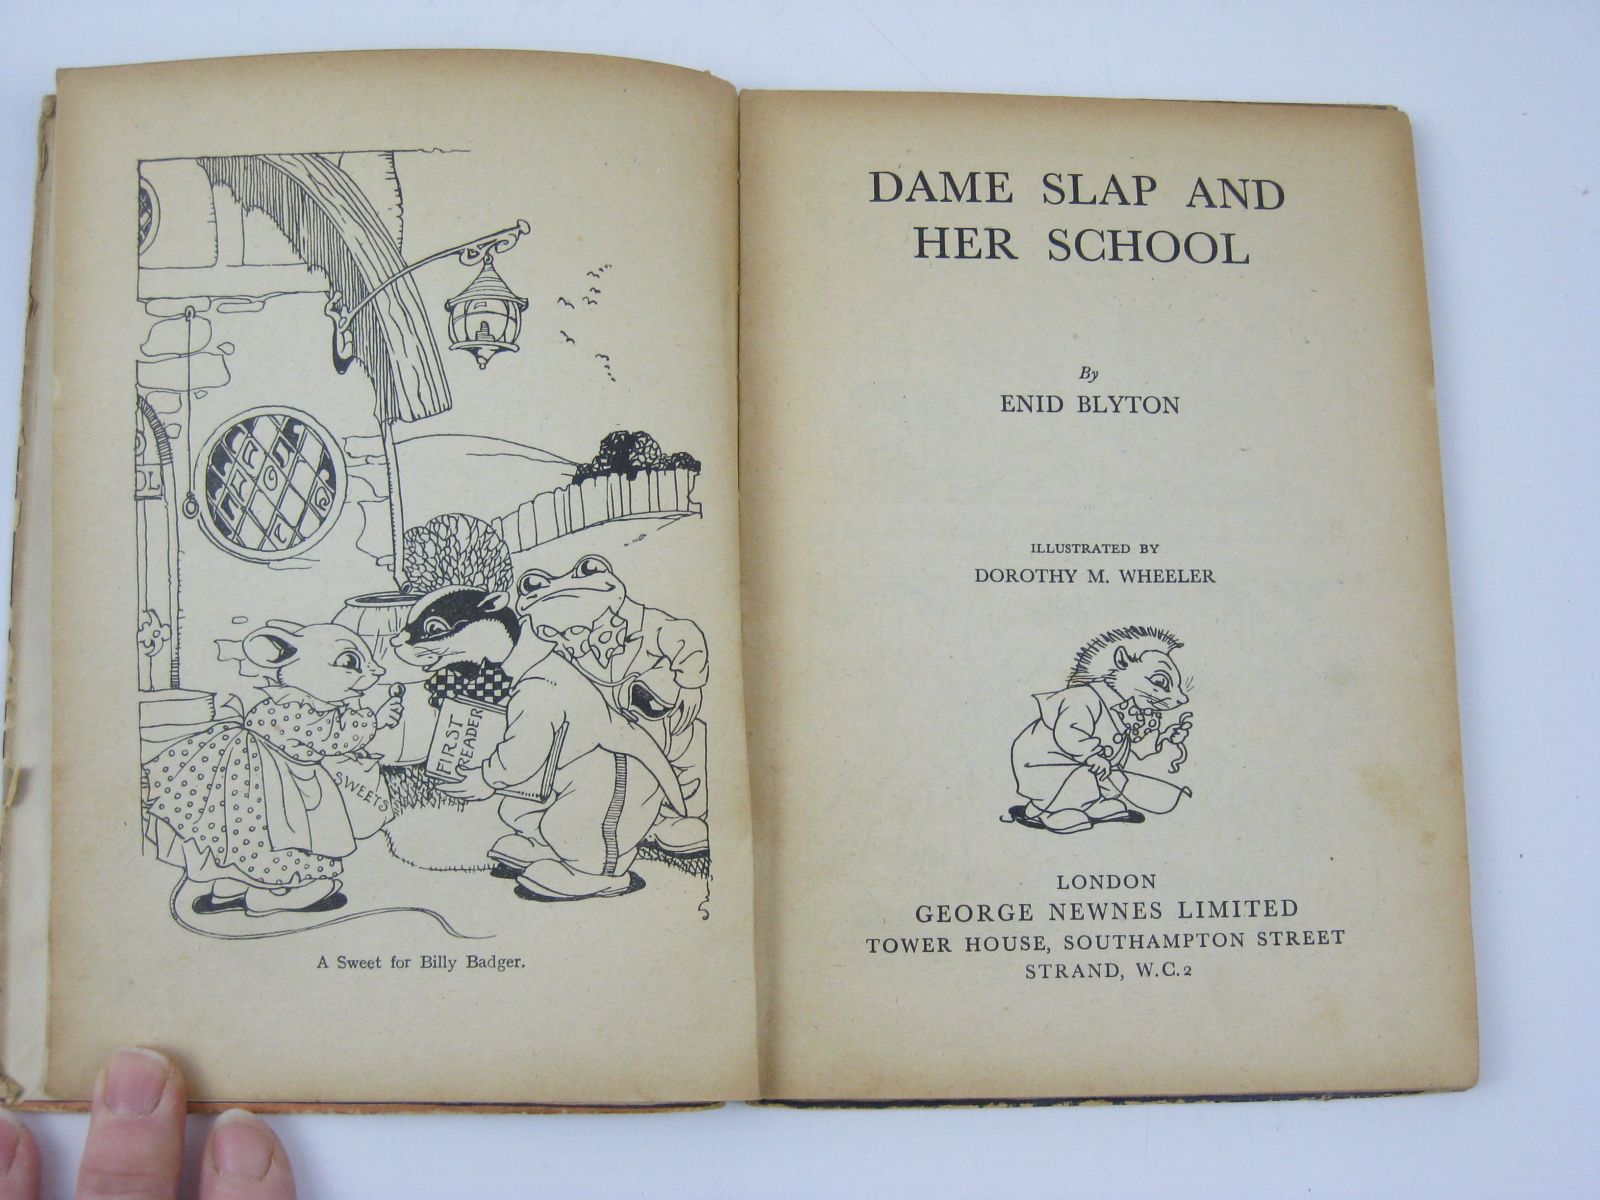 OL
FIRST
READER
SWEETS
A Sweet for Billy Badger.
DAME SLAP AND
HER SCHOOL
By
ENID BLYTON
ILLUSTRATED BY
DOROTHY M. WHEELER
LONDON
GEORGE NEWNES LIMITED
TOWER HOUSE, SOUTHAMPTON STREET
STRAND, W.C.2